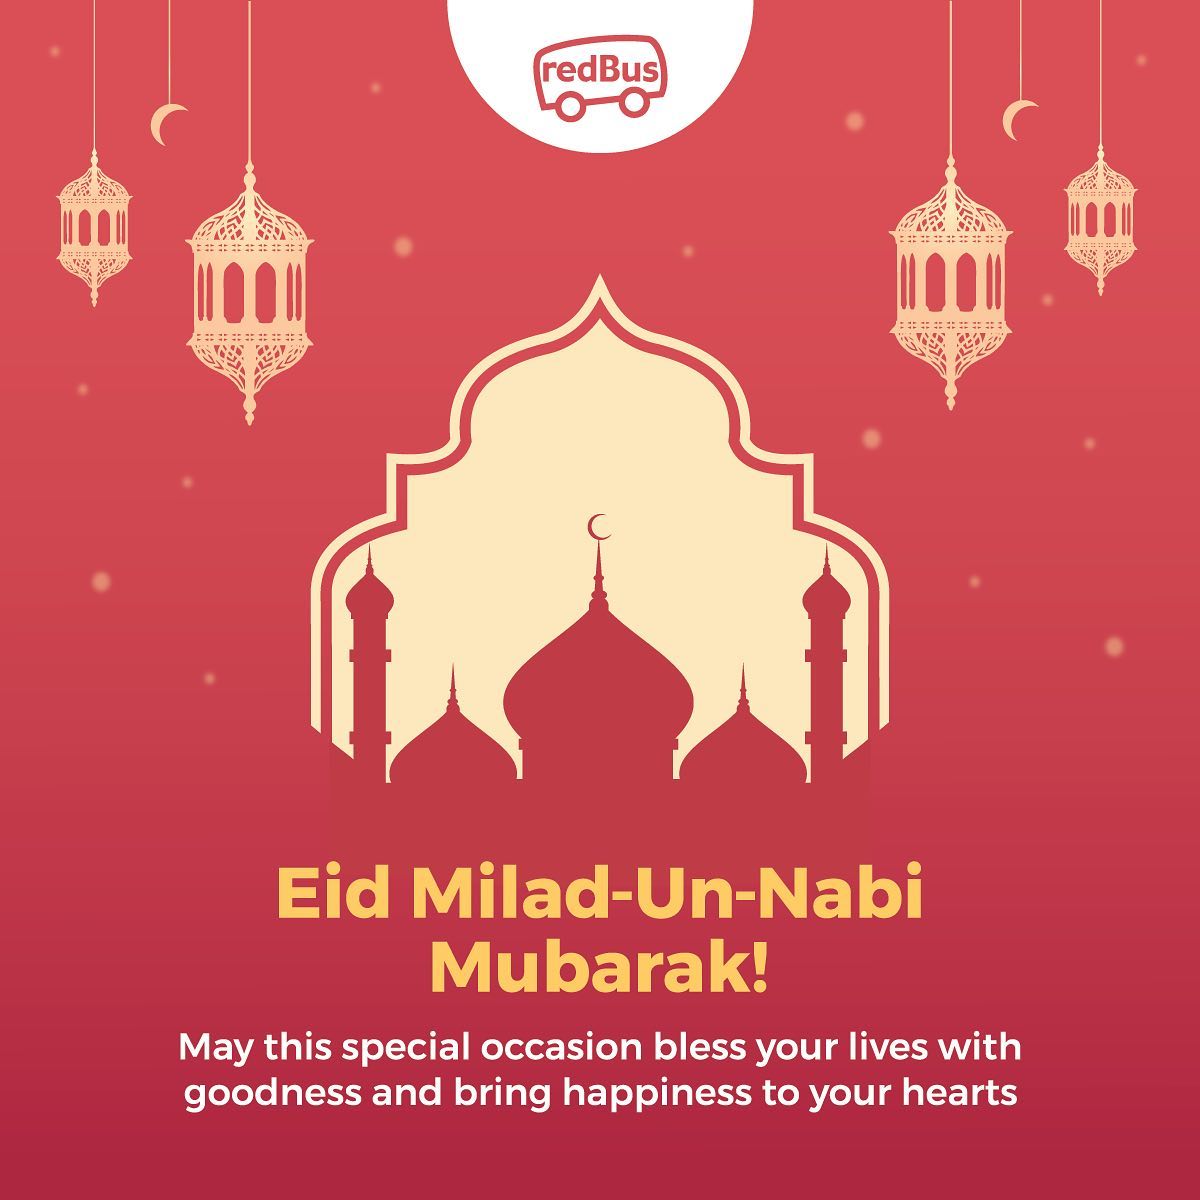 redBus
Eid Milad-Un-Nabi
Mubarak!
May this special occasion bless your lives with
goodness and bring happiness to your hearts